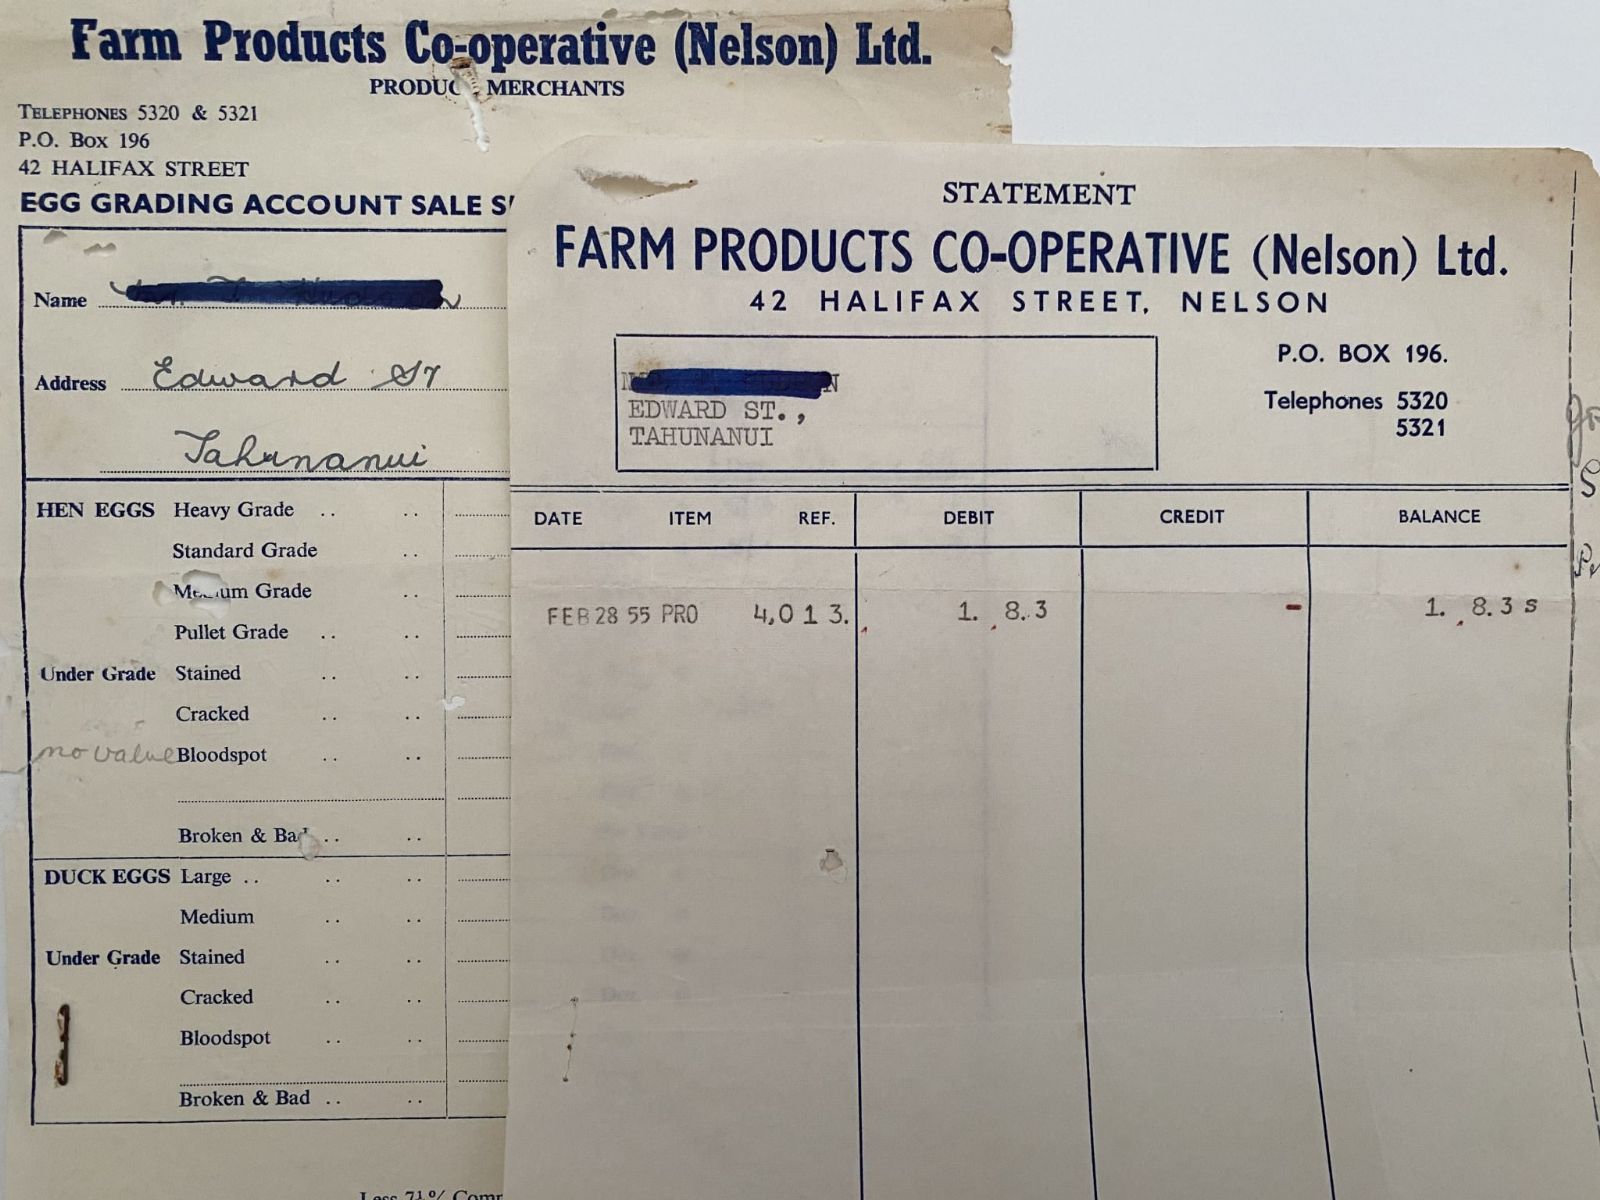 Farm Products Co-operative (Nelson) Ltd.
MERCHANTS
TELEPHONES 5320 & 5321
P.O. Box 196
42 HALIFAX STREET
EGG GRADING ACCOUNT SALE
Name
Address Edward St
Tahunanui
HEN EGGS Heavy Grade .. ..
Standard Grade ..
Medium Grade ..
Pullet Grade .. ..
Under Grade Stained .. ..
Cracked .. ..
no value Bloodspot .. ..
Broken & Bad .. ..
DUCK EGGS Large .. .. ..
Medium .. ..
Under Grade Stained .. ..
Cracked .. ..
Bloodspot .. ..
Broken & Bad .. ..
Less 7½%
STATEMENT
FARM PRODUCTS CO-OPERATIVE (Nelson) Ltd.
42 HALIFAX STREET, NELSON
EDWARD ST.,
TAHUNANUI
P.O. BOX 196.
Telephones 5320
5321
DATE ITEM REF. DEBIT CREDIT BALANCE
FEB 28 55 PRO 4,013. 1. 8.3 - 1. 8.3 s